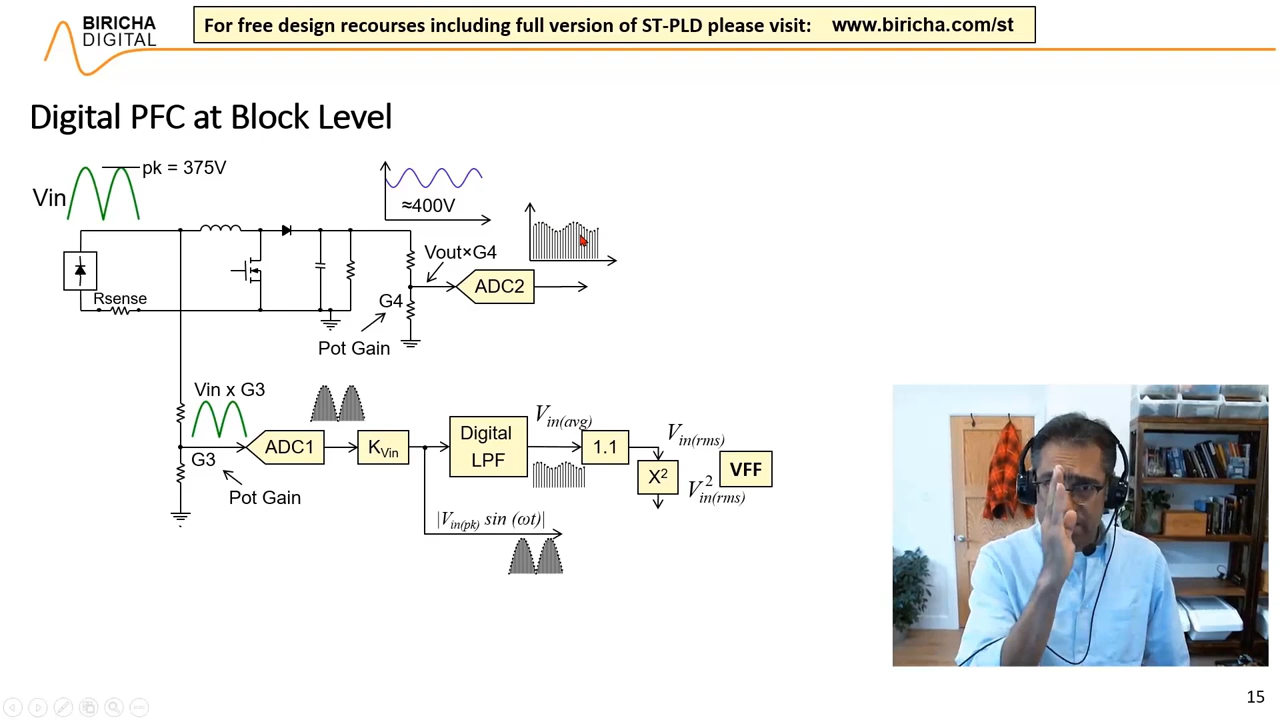 BIRICHA
DIGITAL
For free design recourses including full version of ST-PLD please visit: www.biricha.com/st
Digital PFC at Block Level
Vin
pk = 375V
≈400V
Vout×G4
ADC2
Rsense
G4
Pot Gain
Vin x G3
G3
ADC1
Pot Gain
KVin
Digital
LPF
Vin(avg)
1.1
Vin(rms)
X²
V²in(rms)
VFF
|Vin(pk) sin (ωt)|
15